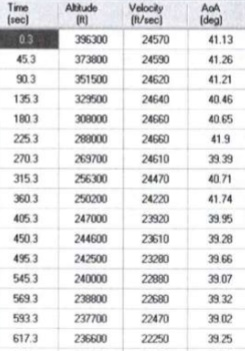 Time Altitude Velocity AoA
(sec) (ft) (ft/sec) (deg)
0.3 396300 24570 41.13
45.3 373800 24590 41.26
90.3 351500 24620 41.21
135.3 329500 24640 40.46
180.3 308000 24660 40.65
225.3 288000 24660 41.9
270.3 269700 24610 39.39
315.3 256300 24470 40.71
360.3 250200 24220 41.74
405.3 247000 23920 39.95
450.3 244600 23610 39.28
495.3 242500 23280 39.66
545.3 240000 22880 39.07
569.3 238800 22680 39.32
593.3 237700 22470 39.02
617.3 236600 22250 39.25